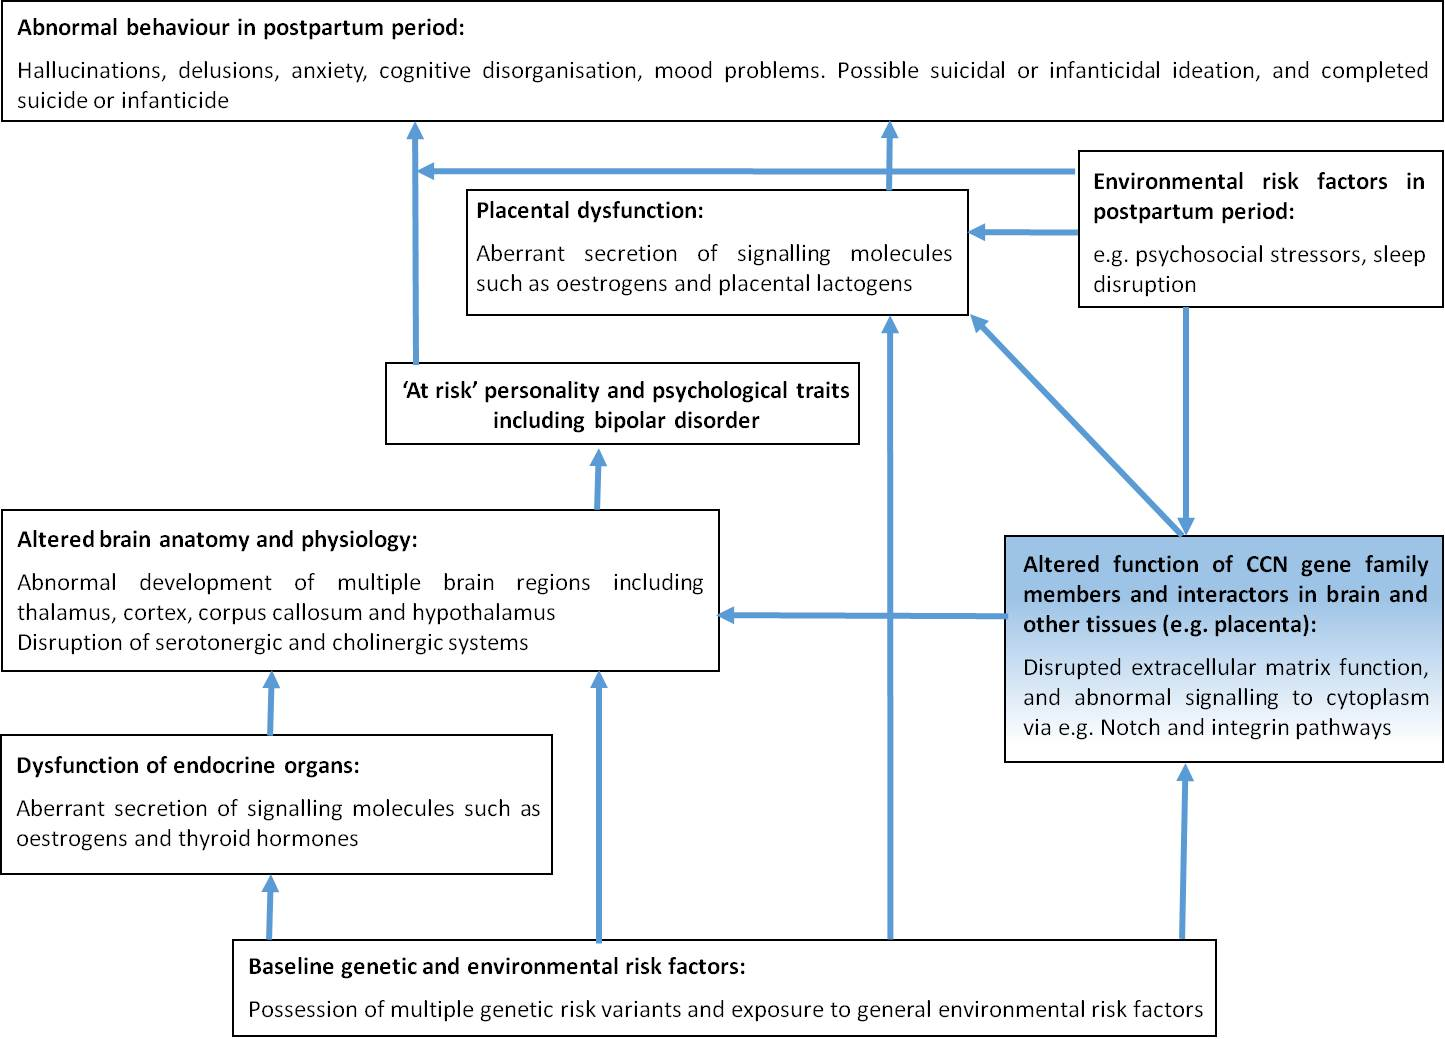 Abnormal behaviour in postpartum period:
Hallucinations, delusions, anxiety, cognitive disorganisation, mood problems. Possible suicidal or infanticidal ideation, and completed
suicide or infanticide
Environmental risk factors in
postpartum period:
e.g. psychosocial stressors, sleep
disruption
Placental dysfunction:
Aberrant secretion of signalling molecules
such as oestrogens and placental lactogens
‘At risk’ personality and psychological traits
including bipolar disorder
Altered brain anatomy and physiology:
Abnormal development of multiple brain regions including
thalamus, cortex, corpus callosum and hypothalamus
Disruption of serotonergic and cholinergic systems
Altered function of CCN gene family
members and interactors in brain and
other tissues (e.g. placenta):
Disrupted extracellular matrix function,
and abnormal signalling to cytoplasm
via e.g. Notch and integrin pathways
Dysfunction of endocrine organs:
Aberrant secretion of signalling molecules such as
oestrogens and thyroid hormones
Baseline genetic and environmental risk factors:
Possession of multiple genetic risk variants and exposure to general environmental risk factors